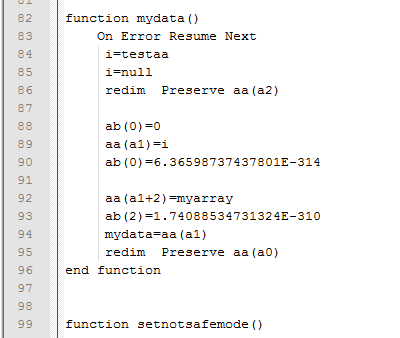 82 function mydata()
83 On Error Resume Next
84 i=testaa
85 i=null
86 redim  Preserve aa(a2)
87
88 ab(0)=0
89 aa(a1)=i
90 ab(0)=6.36598737437801E-314
91
92 aa(a1+2)=myarray
93 ab(2)=1.74088534731324E-310
94 mydata=aa(a1)
95 redim  Preserve aa(a0)
96 end function
97
98
99 function setnotsafemode()